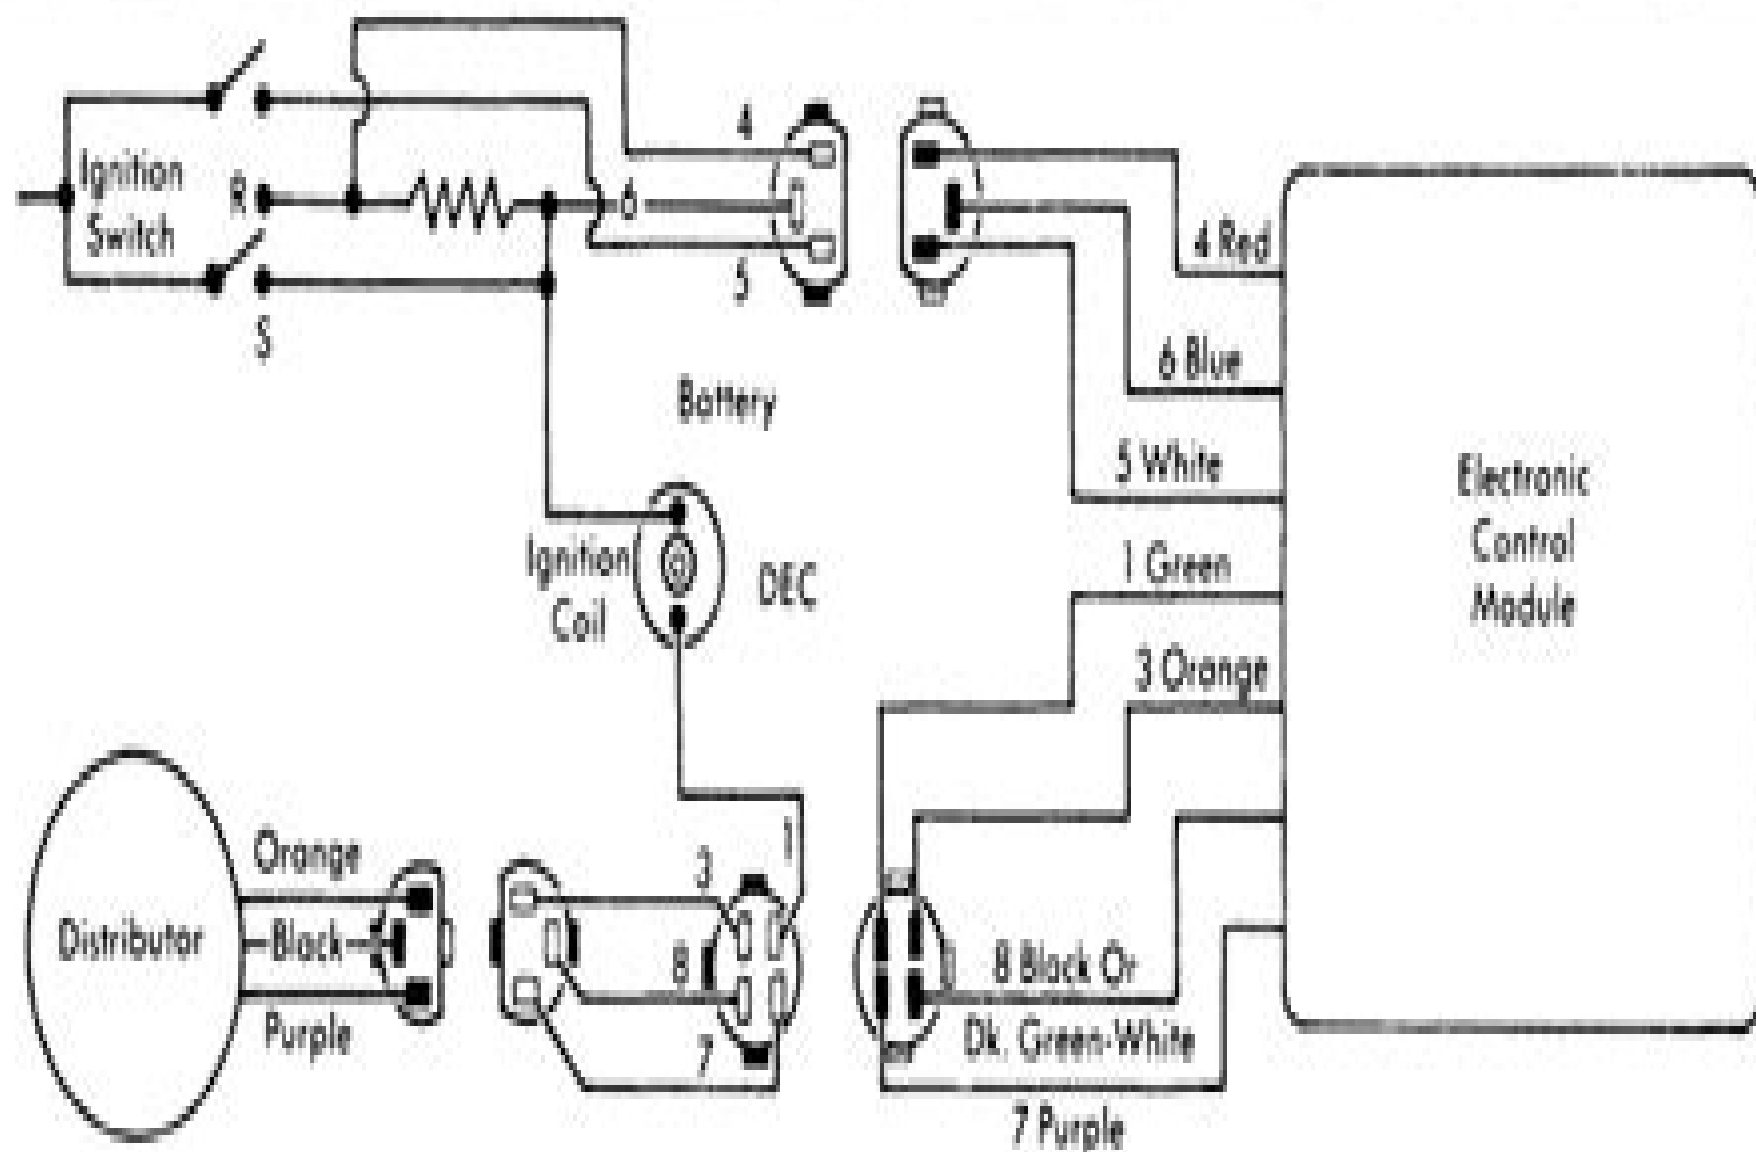 4
Ignition
Switch
R
6
S
5
4 Red
6 Blue
Battery
5 White
Electronic
Control
Module
Ignition
Coil
DEC
1 Green
3 Orange
Orange
3
1
Distributor
Black
8
8 Black Or
Purple
7
Dk. Green-White
7 Purple